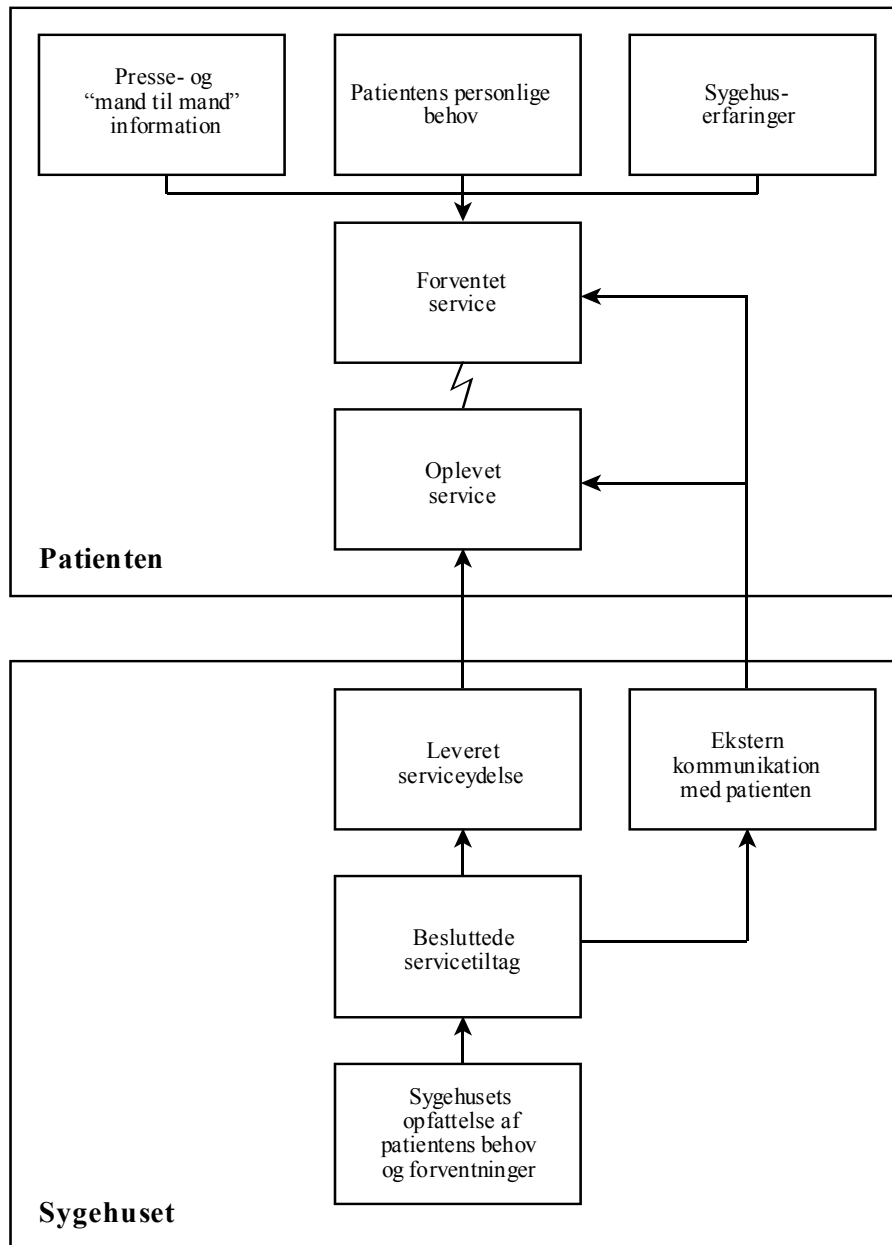 Presse- og
“mand til mand”
information
Patientens personlige
behov
Sygehus-
erfaringer
Forventet
service
Oplevet
service
Patienten
Leveret
serviceydelse
Ekstern
kommunikation
med patienten
Besluttede
servicetiltag
Sygehusets
opfattelse af
patientens behov
og forventninger
Sygehuset